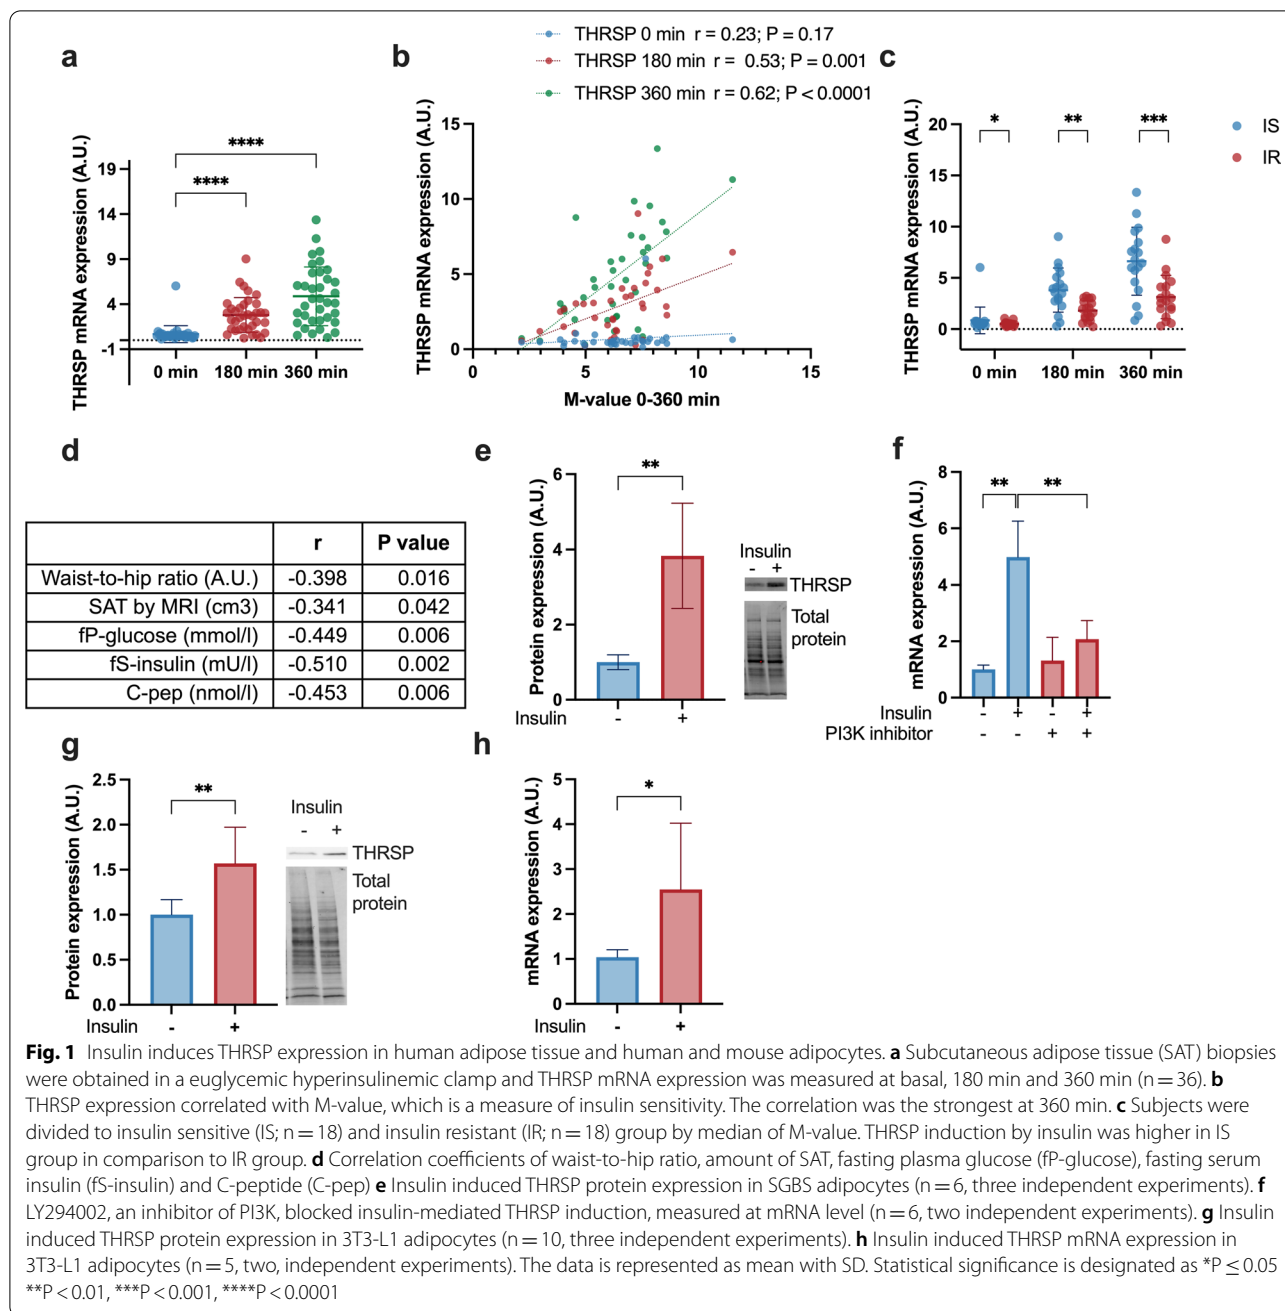 a
THRSP mRNA expression (A.U.)
19
14
9
4
-1
****
****
0 min 180 min 360 min
b
THRSP 0 min r = 0.23; P = 0.17
THRSP 180 min r = 0.53; P = 0.001
THRSP 360 min r = 0.62; P < 0.0001
THRSP mRNA expression (A.U.)
15
10
5
0
0 5 10 15
M-value 0-360 min
c
THRSP mRNA expression (A.U.)
20
15
10
5
0
* ** ***
0 min 180 min 360 min
IS
IR
d
r P value
Waist-to-hip ratio (A.U.) -0.398 0.016
SAT by MRI (cm3) -0.341 0.042
fP-glucose (mmol/l) -0.449 0.006
fS-insulin (mU/l) -0.510 0.002
C-pep (nmol/l) -0.453 0.006
e
Protein expression (A.U.)
6
4
2
0
**
Insulin - +
Insulin
- +
THRSP
Total
protein
f
mRNA expression (A.U.)
8
6
4
2
0
** **
Insulin - + - +
PI3K inhibitor - - + +
g
Protein expression (A.U.)
2.5
2.0
1.5
1.0
0.5
0.0
**
Insulin - +
Insulin
- +
THRSP
Total
protein
h
mRNA expression (A.U.)
5
4
3
2
1
0
*
Insulin - +
Fig. 1 Insulin induces THRSP expression in human adipose tissue and human and mouse adipocytes. a Subcutaneous adipose tissue (SAT) biopsies
were obtained in a euglycemic hyperinsulinemic clamp and THRSP mRNA expression was measured at basal, 180 min and 360 min (n = 36). b
THRSP expression correlated with M-value, which is a measure of insulin sensitivity. The correlation was the strongest at 360 min. c Subjects were
divided to insulin sensitive (IS; n = 18) and insulin resistant (IR; n = 18) group by median of M-value. THRSP induction by insulin was higher in IS
group in comparison to IR group. d Correlation coefficients of waist-to-hip ratio, amount of SAT, fasting plasma glucose (fP-glucose), fasting serum
insulin (fS-insulin) and C-peptide (C-pep) e Insulin induced THRSP protein expression in SGBS adipocytes (n = 6, three independent experiments). f
LY294002, an inhibitor of PI3K, blocked insulin-mediated THRSP induction, measured at mRNA level (n = 6, two independent experiments). g Insulin
induced THRSP protein expression in 3T3-L1 adipocytes (n = 10, three independent experiments). h Insulin induced THRSP mRNA expression in
3T3-L1 adipocytes (n = 5, two, independent experiments). The data is represented as mean with SD. Statistical significance is designated as *P ≤ 0.05
**P < 0.01, ***P < 0.001, ****P < 0.0001